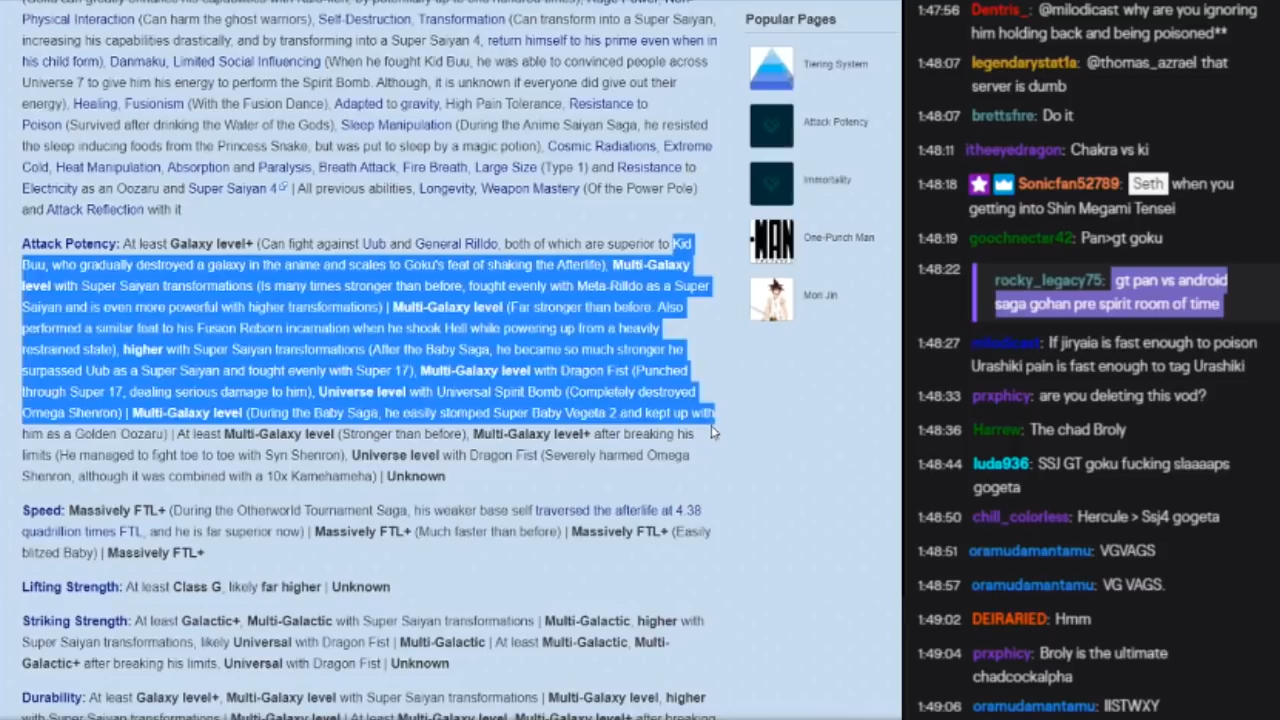 Physical Interaction (Can harm the ghost warriors), Self-Destruction, Transformation (Can transform into a Super Saiyan,
increasing his capabilities drastically, and by transforming into a Super Saiyan 4, return himself to his prime even when in
his child form), Danmaku, Limited Social Influencing (When he fought Kid Buu, he was able to convinced people across
Universe 7 to give him his energy to perform the Spirit Bomb. Although, it is unknown if everyone did give out their
energy), Healing, Fusionism (With the Fusion Dance), Adapted to gravity, High Pain Tolerance, Resistance to
Poison (Survived after drinking the Water of the Gods), Sleep Manipulation (During the Anime Saiyan Saga, he resisted
the sleep inducing foods from the Princess Snake, but was put to sleep by a magic potion), Cosmic Radiations, Extreme
Cold, Heat Manipulation, Absorption and Paralysis, Breath Attack, Fire Breath, Large Size (Type 1) and Resistance to
Electricity as an Oozaru and Super Saiyan 4 | All previous abilities, Longevity, Weapon Mastery (Of the Power Pole)
and Attack Reflection with it
Attack Potency: At least Galaxy level+ (Can fight against Uub and General Rilldo, both of which are superior to Kid
Buu, who gradually destroyed a galaxy in the anime and scales to Goku's feat of shaking the Afterlife), Multi-Galaxy
level with Super Saiyan transformations (Is many times stronger than before, fought evenly with Meta-Rilldo as a Super
Saiyan and is even more powerful with higher transformations) | Multi-Galaxy level (Far stronger than before. Also
performed a similar feat to his Fusion Reborn incarnation when he shook Hell while powering up from a heavily
restrained state), higher with Super Saiyan transformations (After the Baby Saga, he became so much stronger he
surpassed Uub as a Super Saiyan and fought evenly with Super 17), Multi-Galaxy level with Dragon Fist (Punched
through Super 17, dealing serious damage to him), Universe level with Universal Spirit Bomb (Completely destroyed
Omega Shenron) | Multi-Galaxy level (During the Baby Saga, he easily stomped Super Baby Vegeta 2 and kept up with
him as a Golden Oozaru) | At least Multi-Galaxy level (Stronger than before), Multi-Galaxy level+ after breaking his
limits (He managed to fight toe to toe with Syn Shenron), Universe level with Dragon Fist (Severely harmed Omega
Shenron, although it was combined with a 10x Kamehameha) | Unknown
Speed: Massively FTL+ (During the Otherworld Tournament Saga, his weaker base self traversed the afterlife at 4.38
quadrillion times FTL, and he is far superior now) | Massively FTL+ (Much faster than before) | Massively FTL+ (Easily
blitzed Baby) | Massively FTL+
Lifting Strength: At least Class G, likely far higher | Unknown
Striking Strength: At least Galactic+, Multi-Galactic with Super Saiyan transformations | Multi-Galactic, higher with
Super Saiyan transformations, likely Universal with Dragon Fist | Multi-Galactic | At least Multi-Galactic, Multi-
Galactic+ after breaking his limits, Universal with Dragon Fist | Unknown
Durability: At least Galaxy level+, Multi-Galaxy level with Super Saiyan transformations | Multi-Galaxy level, higher
Popular Pages
Tiering System
Attack Potency
Immortality
-MAN
One-Punch Man
Mori Jin
1:47:56 Dentris_: @milodicast why are you ignoring
him holding back and being poisoned**
1:48:07 legendarystat1a: @thomas_azrael that
server is dumb
1:48:07 brettsfire: Do it
1:48:11 itheeyedragon: Chakra vs ki
1:48:18 Sonicfan52789: Seth when you
getting into Shin Megami Tensei
1:48:19 goochnectar42: Pan>gt goku
1:48:22 rocky_legacy75: gt pan vs android
saga gohan pre spirit room of time
1:48:27 milodicast: If jiryaia is fast enough to poison
Urashiki pain is fast enough to tag Urashiki
1:48:33 prxphicy: are you deleting this vod?
1:48:36 Harrew: The chad Broly
1:48:44 luda936: SSJ GT goku fucking slaaaaps
gogeta
1:48:50 chill_colorless: Hercule > Ssj4 gogeta
1:48:51 oramudamantamu: VGVAGS
1:48:57 oramudamantamu: VG VAGS.
1:49:02 DEIRARIED: Hmm
1:49:04 prxphicy: Broly is the ultimate
chadcockalpha
1:49:06 oramudamantamu: IISTWXY